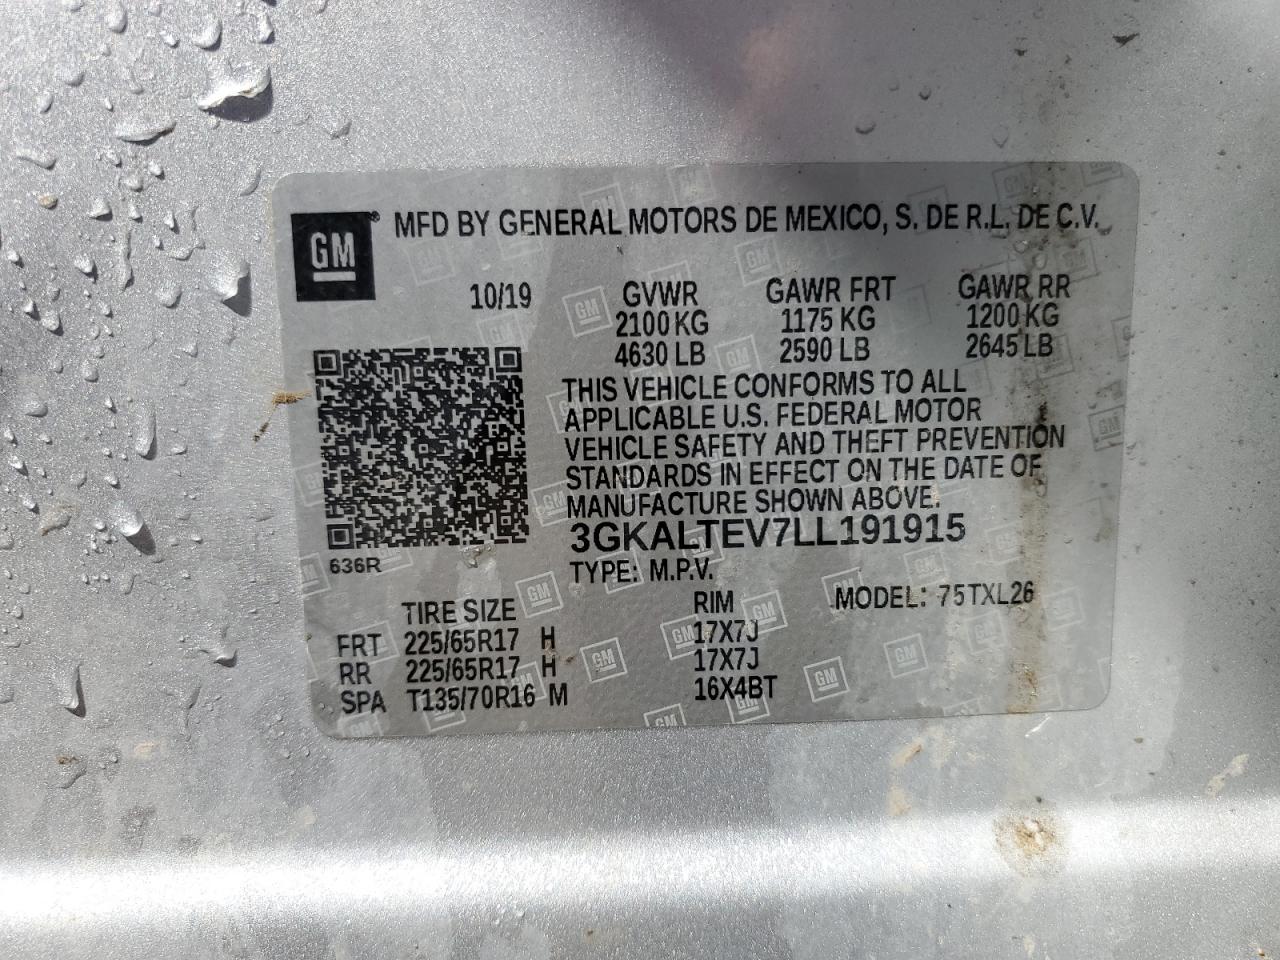 GM® MFD BY GENERAL MOTORS DE MEXICO, S. DE R.L. DE C.V.
10/19 GVWR GAWR FRT GAWR RR
2100 KG 1175 KG 1200 KG
4630 LB 2590 LB 2645 LB
THIS VEHICLE CONFORMS TO ALL
APPLICABLE U.S. FEDERAL MOTOR
VEHICLE SAFETY AND THEFT PREVENTION
STANDARDS IN EFFECT ON THE DATE OF
MANUFACTURE SHOWN ABOVE.
3GKALTEV7LL191915
636R TYPE: M.P.V.
TIRE SIZE RIM MODEL: 75TXL26
FRT 225/65R17 H 17X7J
RR 225/65R17 H 17X7J
SPA T135/70R16 M 16X4BT